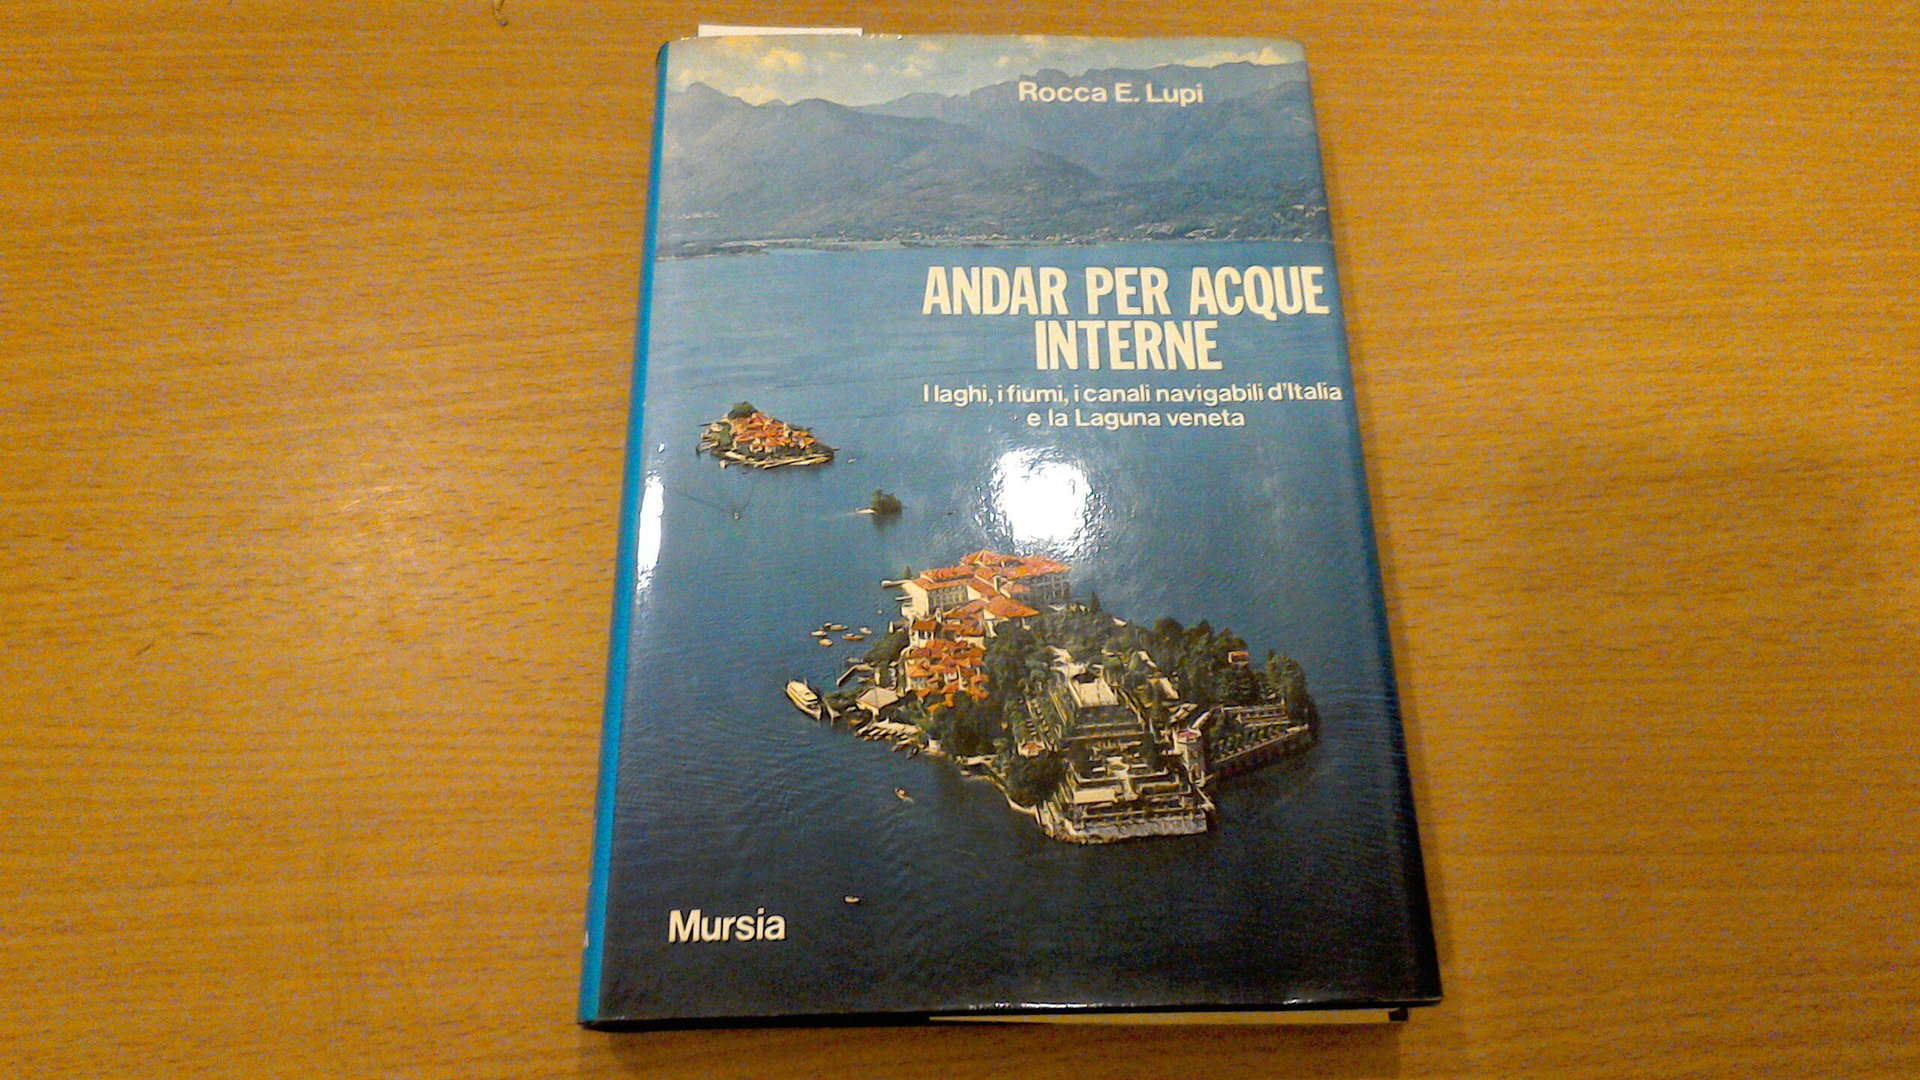 Rocca E. Lupi
ANDAR PER ACQUE
INTERNE
I laghi, i fiumi, i canali navigabili d'Italia
e la Laguna veneta
Mursia